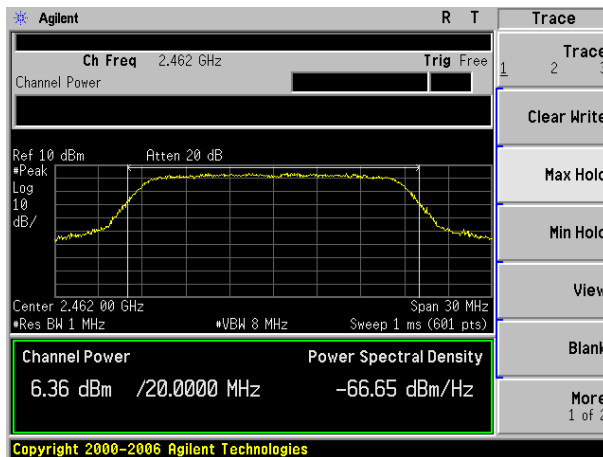 Agilent R T Trace
Ch Freq 2.462 GHz Trig Free
Channel Power
Trace
1 2 3
Clear Write
Max Hold
Min Hold
View
Blank
More
1 of 2
Ref 10 dBm Atten 20 dB
#Peak
Log
10
dB/
Center 2.462 00 GHz Span 30 MHz
#Res BW 1 MHz #VBW 8 MHz Sweep 1 ms (601 pts)
Channel Power Power Spectral Density
6.36 dBm /20.0000 MHz -66.65 dBm/Hz
Copyright 2000-2006 Agilent Technologies